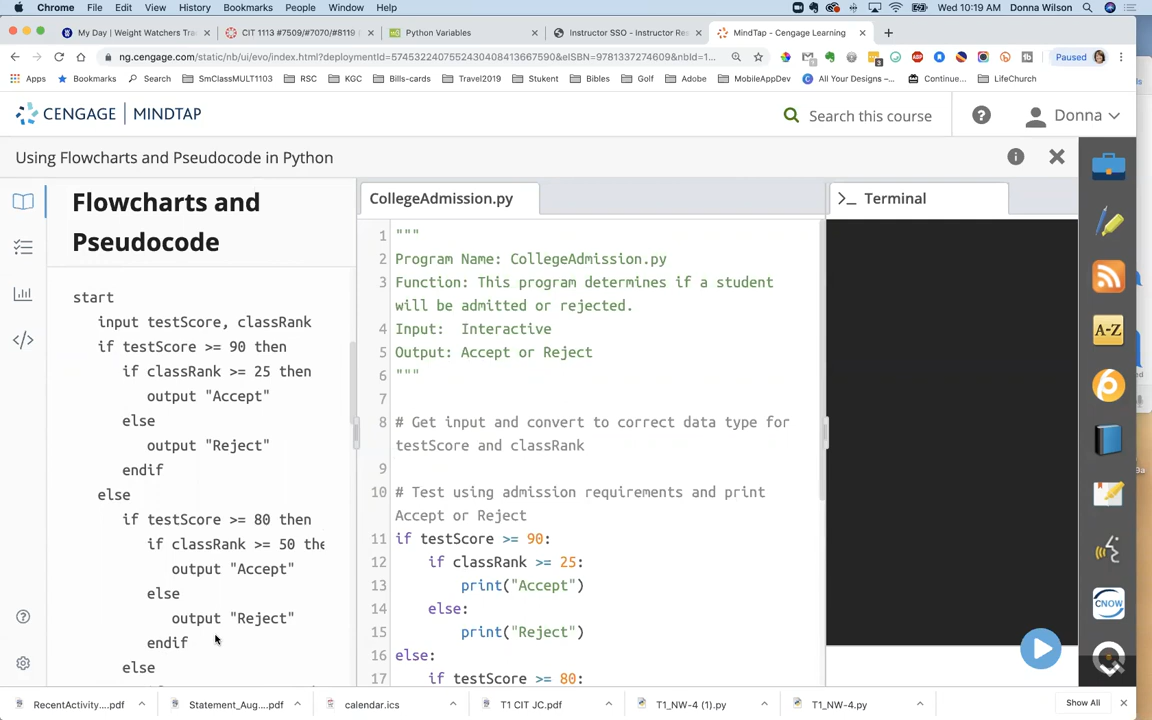 Chrome File Edit View History Bookmarks People Window Help Wed 10:19 AM Donna Wilson
My Day | Weight Watchers Tra CIT 1113 #7509/#7070/#8119 | Python Variables Instructor SSO - Instructor Res MindTap - Cengage Learning
ng.cengage.com/static/nb/ui/evo/index.html?deploymentId=57453224075524304084136675​90&eISBN=9781337274609&nbId=1... Paused
Apps Bookmarks Search SmClassMULT1103 RSC KGC Bills-cards Travel2019 Stukent Bibles Golf Adobe MobileAppDev All Your Designs –... Continue... LifeChurch
CENGAGE | MINDTAP
Search this course
Donna
Using Flowcharts and Pseudocode in Python
Flowcharts and
Pseudocode
start
input testScore, classRank
if testScore >= 90 then
if classRank >= 25 then
output "Accept"
else
output "Reject"
endif
else
if testScore >= 80 then
if classRank >= 50 the
output "Accept"
else
output "Reject"
endif
else
CollegeAdmission.py
1 """
2 Program Name: CollegeAdmission.py
3 Function: This program determines if a student
will be admitted or rejected.
4 Input: Interactive
5 Output: Accept or Reject
6 """
7
8 # Get input and convert to correct data type for
testScore and classRank
9
10 # Test using admission requirements and print
Accept or Reject
11 if testScore >= 90:
12 if classRank >= 25:
13 print("Accept")
14 else:
15 print("Reject")
16 else:
17 if testScore >= 80:
>_ Terminal
A-Z
CNOW
RecentActivity....pdf Statement_Aug...pdf calendar.ics T1 CIT JC.pdf T1_NW-4 (1).py T1_NW-4.py Show All